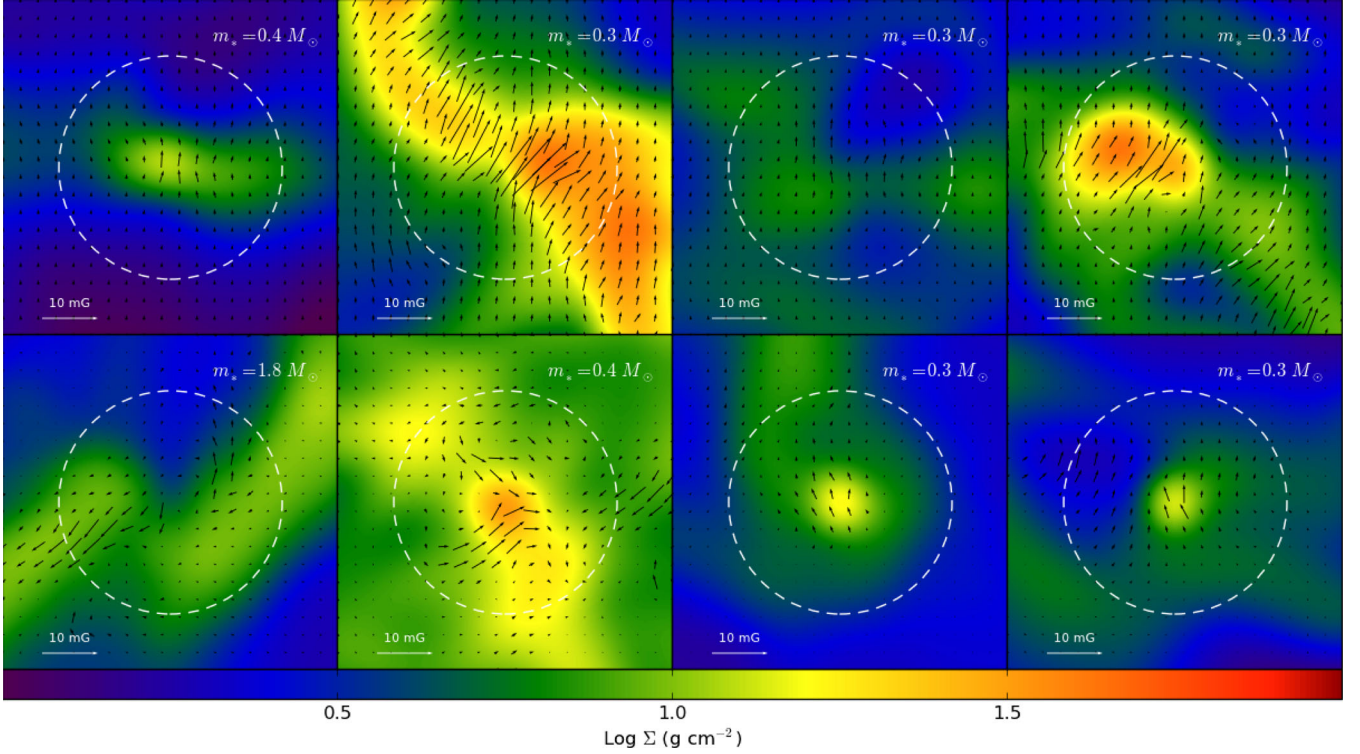 m* = 0.4 M⊙
m* = 0.3 M⊙
m* = 0.3 M⊙
m* = 0.3 M⊙
10 mG
10 mG
10 mG
10 mG
m* = 1.8 M⊙
m* = 0.4 M⊙
m* = 0.3 M⊙
m* = 0.3 M⊙
10 mG
10 mG
10 mG
10 mG
0.5
1.0
1.5
Log Σ (g cm⁻²)